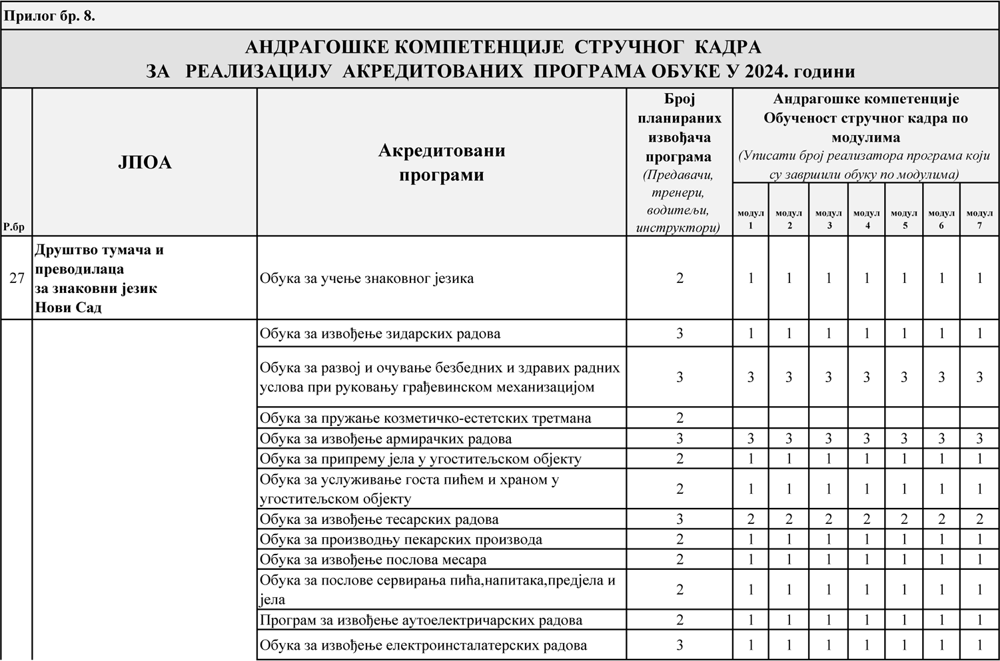 Прилог бр. 8.
АНДРАГОШКЕ КОМПЕТЕНЦИЈЕ СТРУЧНОГ КАДРА
ЗА РЕАЛИЗАЦИЈУ АКРЕДИТОВАНИХ ПРОГРАМА ОБУКЕ У 2024. години
Р.бр
ЈПОА
Акредитовани
програми
Број
планираних
извођача
програма
(Предавачи,
тренери,
водитељи,
инструктори)
Андрагошке компетенције
Обученост стручног кадра по
модулима
(Уписати број реализатора програма који
су завршили обуку по модулима)
модул 1 модул 2 модул 3 модул 4 модул 5 модул 6 модул 7
27
Друштво тумача и
преводилаца
за знаковни језик
Нови Сад
Обука за учење знаковног језика 2 1 1 1 1 1 1 1
Обука за извођење зидарских радова 3 1 1 1 1 1 1 1
Обука за развој и очување безбедних и здравих радних
услова при руковању грађевинском механизацијом 3 3 3 3 3 3 3 3
Обука за пружање козметичко-естетских третмана 2
Обука за извођење армирачких радова 3 3 3 3 3 3 3 3
Обука за припрему јела у угоститељском објекту 2 1 1 1 1 1 1 1
Обука за услуживање госта пићем и храном у
угоститељском објекту 2 1 1 1 1 1 1 1
Обука за извођење тесарских радова 3 2 2 2 2 2 2 2
Обука за производњу пекарских производа 2 1 1 1 1 1 1 1
Обука за извођење послова месара 2 1 1 1 1 1 1 1
Обука за послове сервирања пића,напитака,предјела и
јела 2 1 1 1 1 1 1 1
Програм за извођење аутоелектричарских радова 2 1 1 1 1 1 1 1
Обука за извођење електроинсталатерских радова 3 1 1 1 1 1 1 1